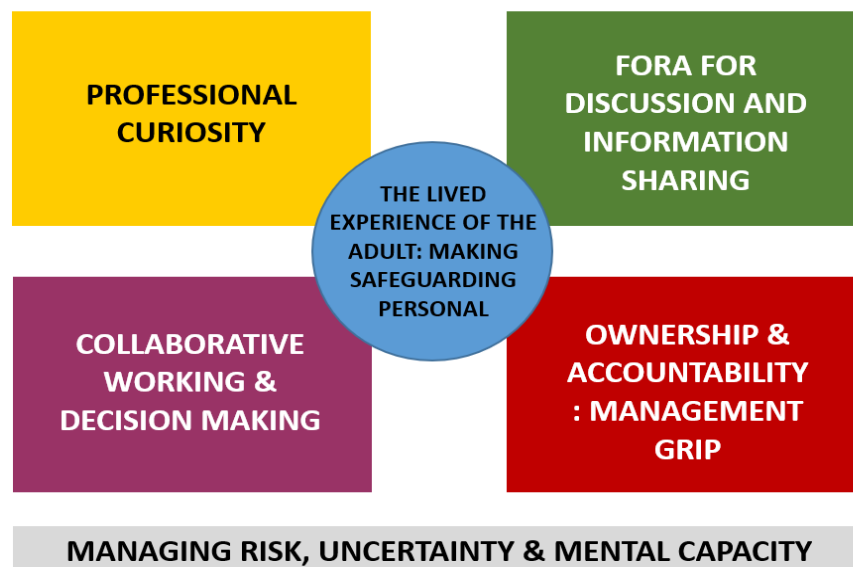 PROFESSIONAL
CURIOSITY
FORA FOR
DISCUSSION AND
INFORMATION
SHARING
THE LIVED
EXPERIENCE OF THE
ADULT: MAKING
SAFEGUARDING
PERSONAL
COLLABORATIVE
WORKING &
DECISION MAKING
OWNERSHIP &
ACCOUNTABILITY
: MANAGEMENT
GRIP
MANAGING RISK, UNCERTAINTY & MENTAL CAPACITY